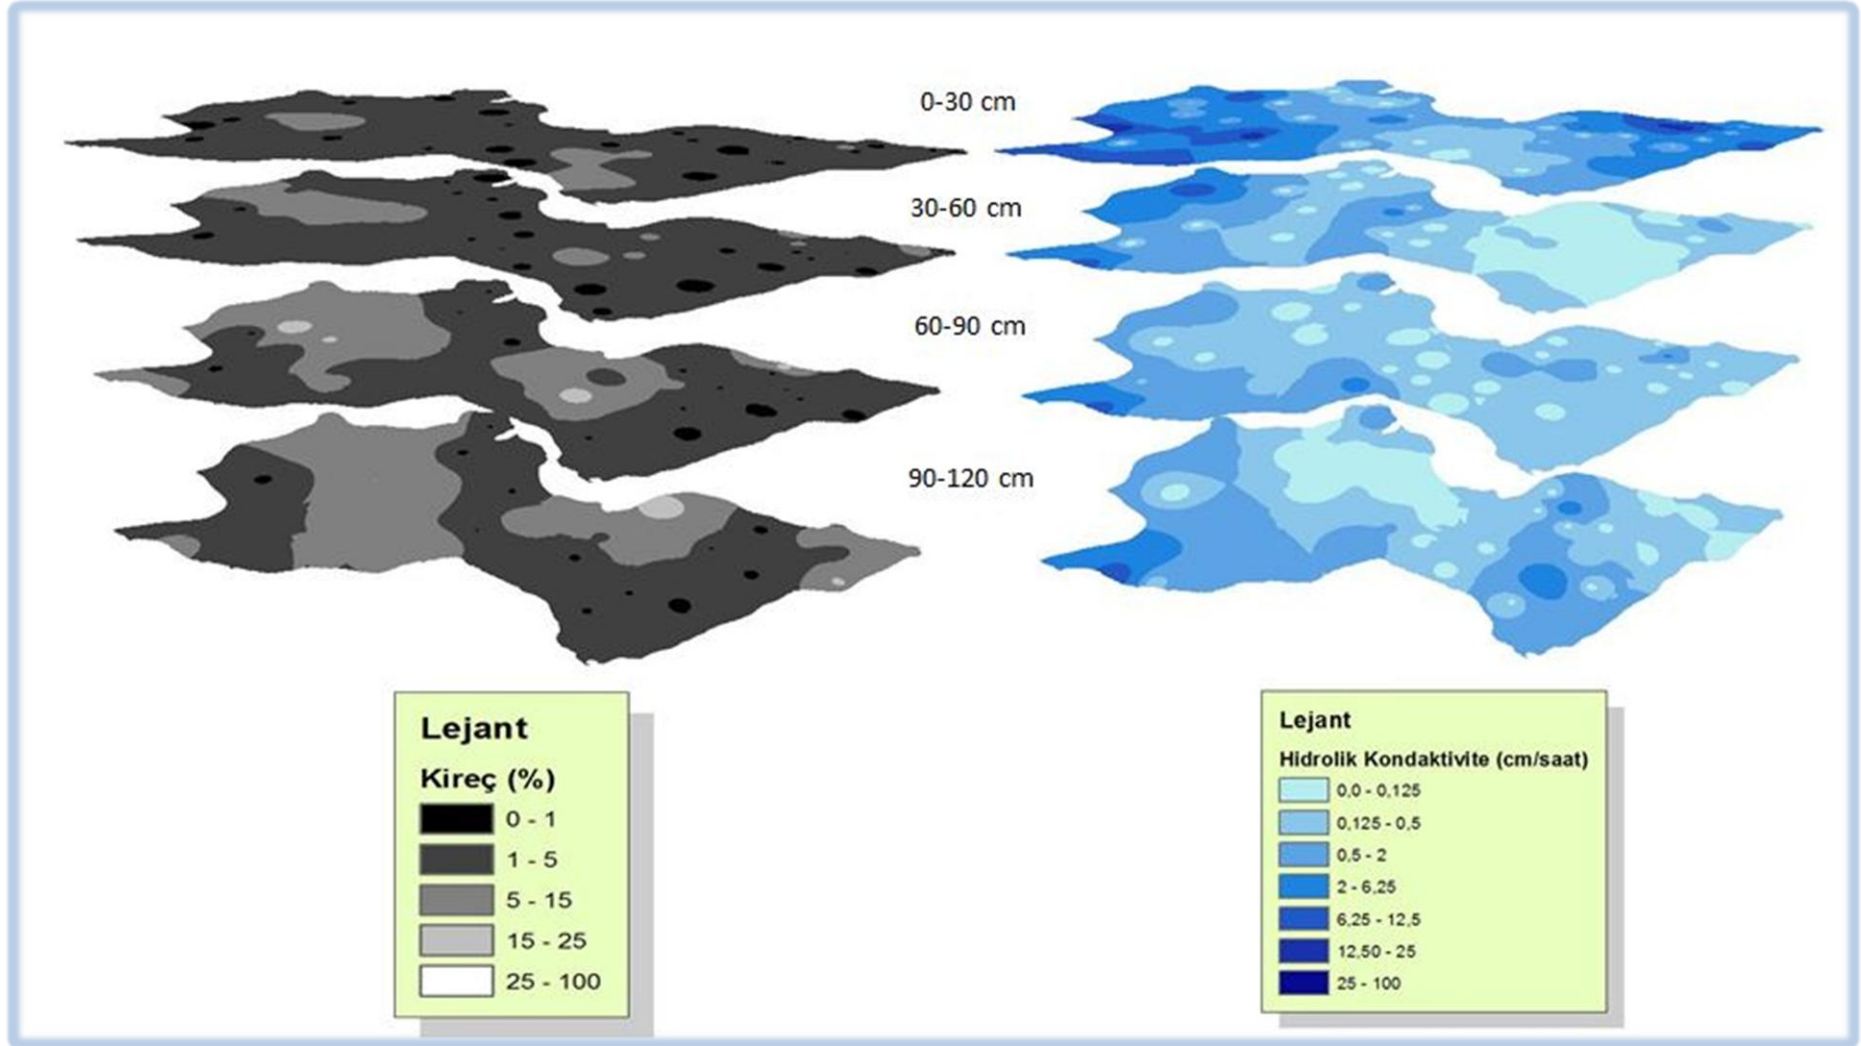 0-30 cm
30-60 cm
60-90 cm
90-120 cm
Lejant
Kireç (%)
0 - 1
1 - 5
5 - 15
15 - 25
25 - 100
Lejant
Hidrolik Kondaktivite (cm/saat)
0,0 - 0,125
0,125 - 0,5
0,5 - 2
2 - 6,25
6,25 - 12,5
12,50 - 25
25 - 100